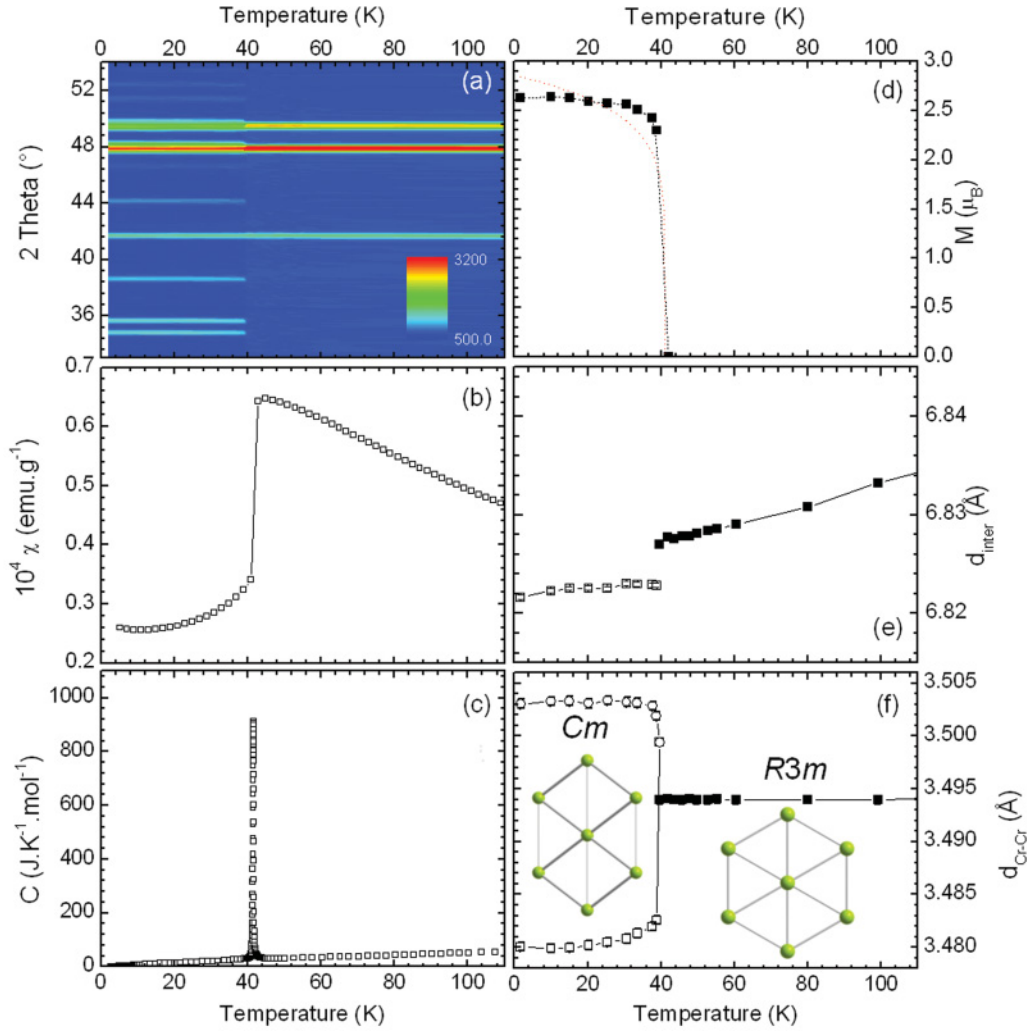 Temperature (K)
0 20 40 60 80 100
52
48
44
40
36
2 Theta (°)
(a)
3200
500.0
Temperature (K)
0 20 40 60 80 100
(d)
3.0
2.5
2.0
1.5
1.0
0.5
0.0
M (μB)
0.7
0.7
0.6
0.5
0.4
0.3
0.2
10⁴ χ (emu.g⁻¹)
(b)
6.84
6.83
6.82
d_inter (Å)
(e)
1000
800
600
400
200
0
C (J.K⁻¹.mol⁻¹)
(c)
0 20 40 60 80 100
Temperature (K)
3.505
3.500
3.495
3.490
3.485
3.480
d_Cr-Cr (Å)
(f)
Cm
R3m
0 20 40 60 80 100
Temperature (K)